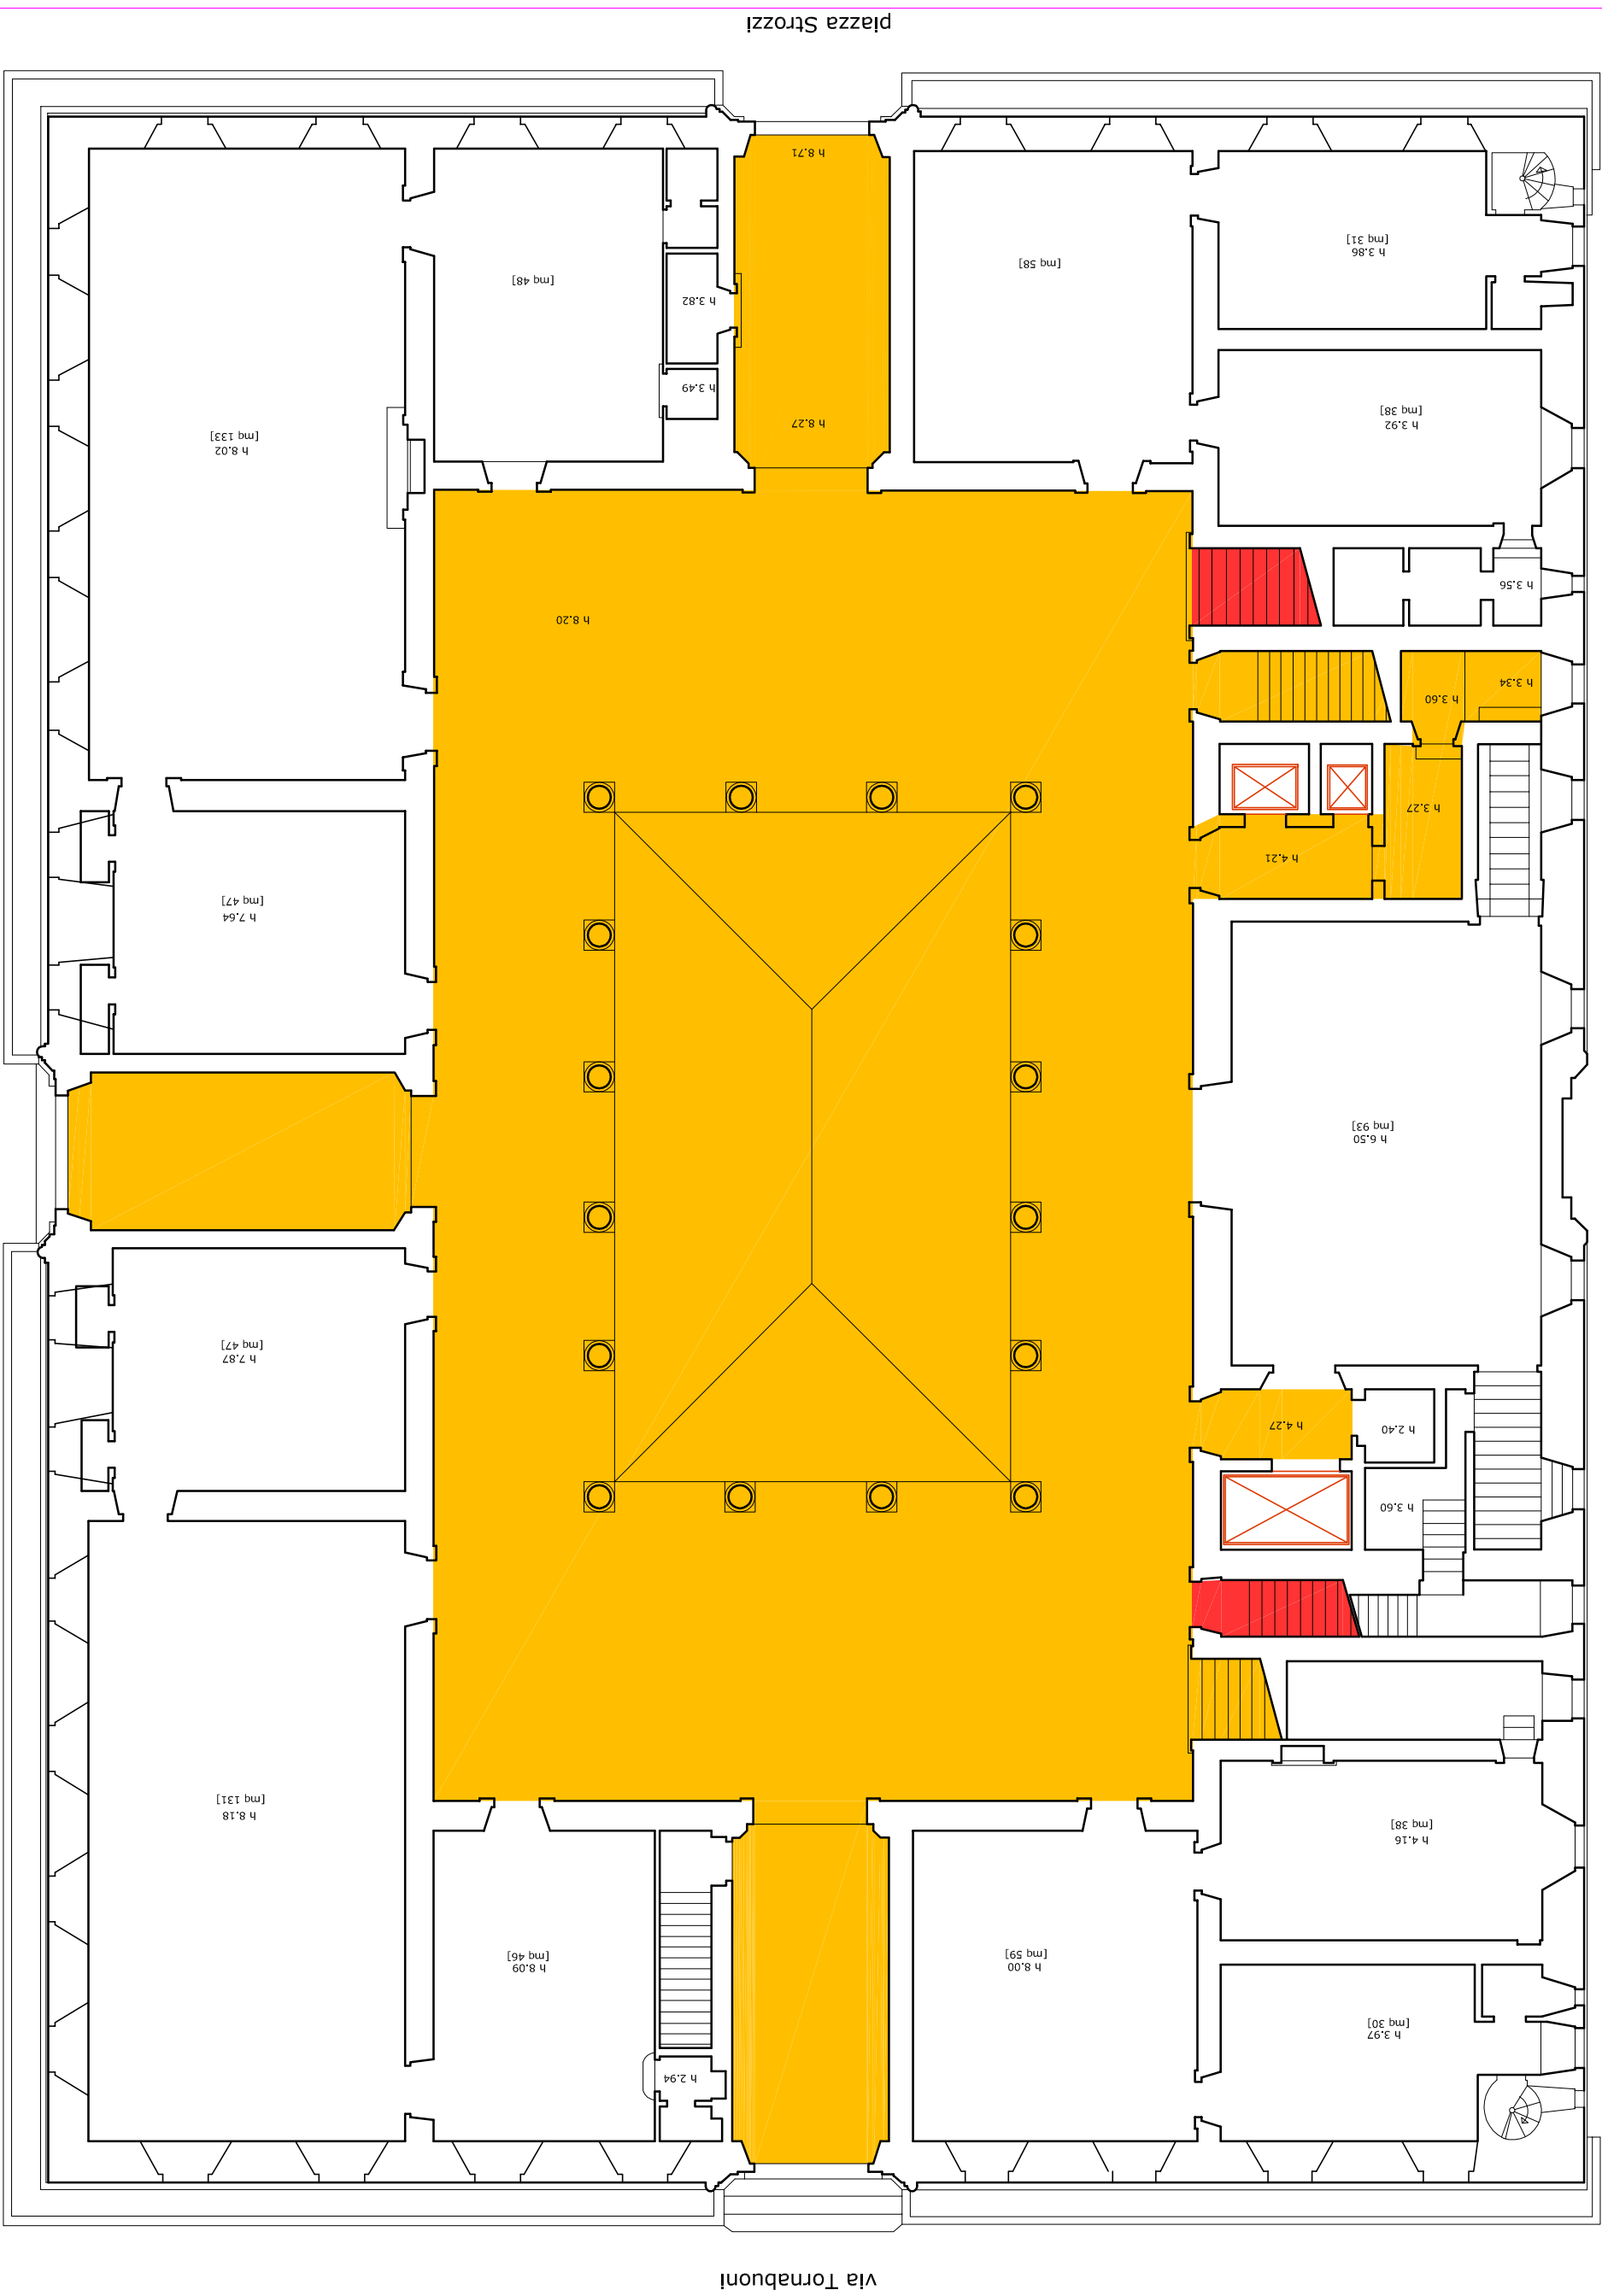 via Tornabuoni
h 3.97
[mq 30]
h 2.94
h 8.00
[mq 59]
h 8.09
[mq 46]
h 4.16
[mq 38]
h 8.18
[mq 131]
h 3.60
h 2.40
h 4.27
h 7.87
[mq 47]
h 6.50
[mq 93]
h 7.64
[mq 47]
h 4.21
h 3.27
h 3.60
h 3.34
h 8.20
h 3.56
h 8.02
[mq 133]
h 3.92
[mq 38]
h 8.27
h 3.49
h 3.82
[mq 48]
[mq 58]
h 3.86
[mq 31]
h 8.71
piazza Strozzi